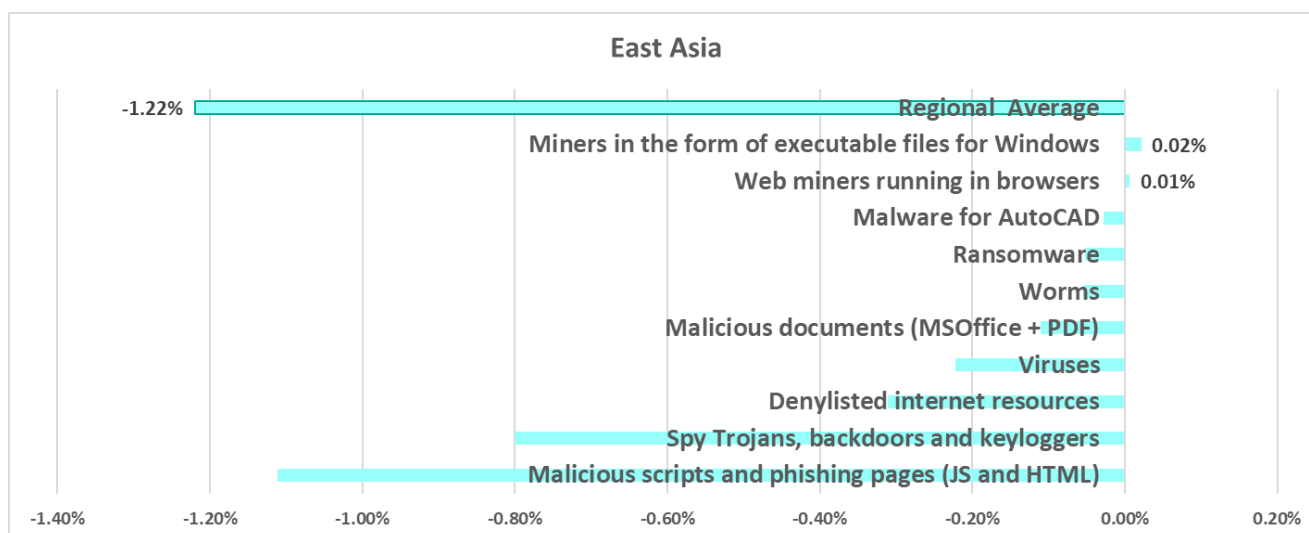 East Asia
-1.22% Regional Average
Miners in the form of executable files for Windows 0.02%
Web miners running in browsers 0.01%
Malware for AutoCAD
Ransomware
Worms
Malicious documents (MSOffice + PDF)
Viruses
Denylisted internet resources
Spy Trojans, backdoors and keyloggers
Malicious scripts and phishing pages (JS and HTML)
-1.40% -1.20% -1.00% -0.80% -0.60% -0.40% -0.20% 0.00% 0.20%